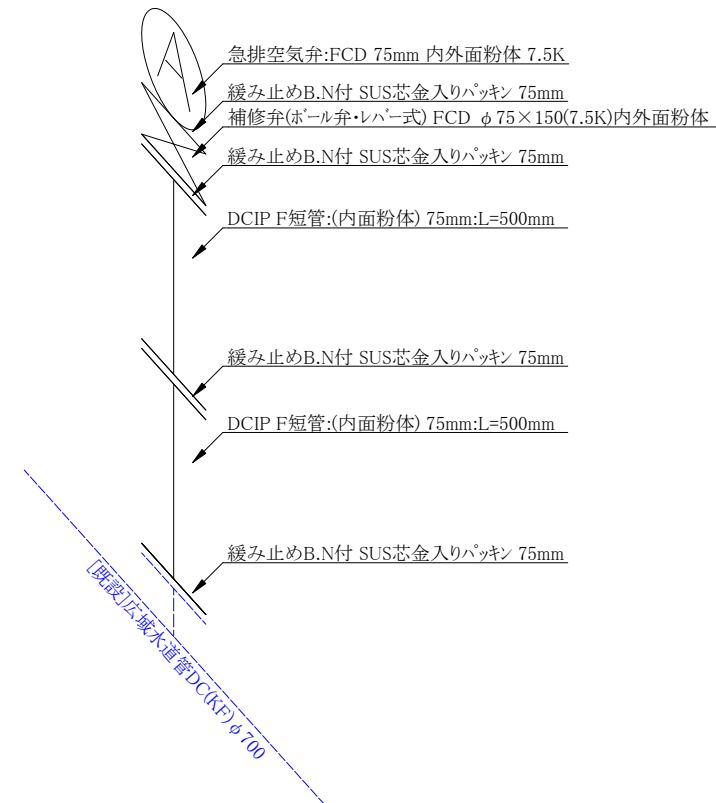 急排空気弁:FCD 75mm 内外面粉体 7.5K
緩み止めB.N付 SUS芯金入りパッキン 75mm
補修弁(ボール弁・レバー式) FCD φ75×150(7.5K)内外面粉体
緩み止めB.N付 SUS芯金入りパッキン 75mm
DCIP F短管:(内面粉体) 75mm:L=500mm
緩み止めB.N付 SUS芯金入りパッキン 75mm
DCIP F短管:(内面粉体) 75mm:L=500mm
緩み止めB.N付 SUS芯金入りパッキン 75mm
[既設]広域水道管DC(KF)φ700